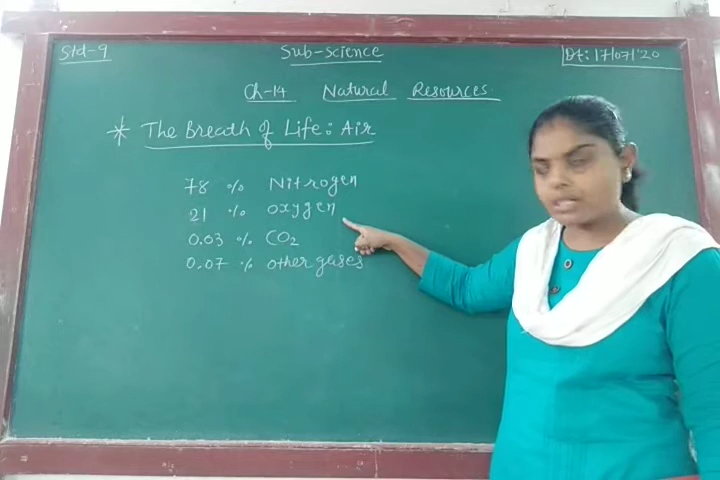 Std-9 Sub-science Dt: 17/07/'20
Ch-14 Natural Resources.
* The Breath of Life: Air
78 % Nitrogen
21 % Oxygen
0.03 % CO2
0.07 % other gases